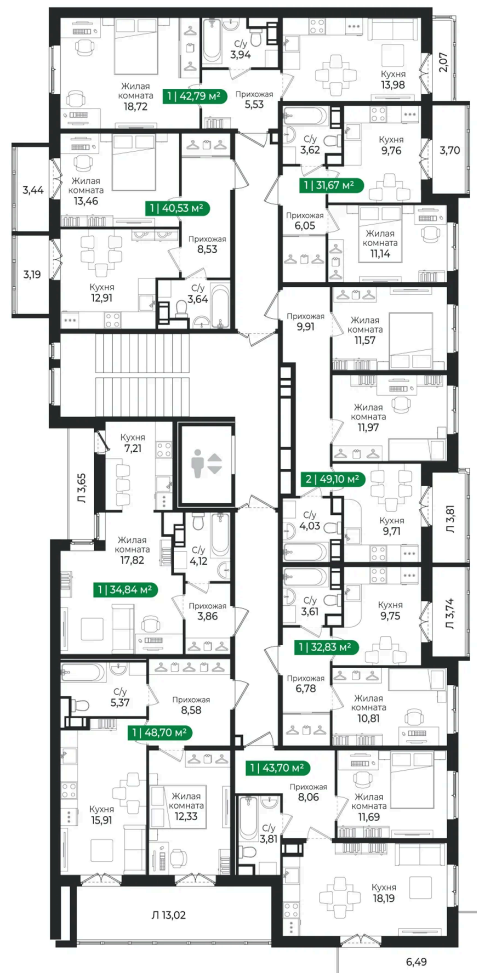 С/у
3,94
Кухня
13,98
2,07
Жилая
комната
18,72
1 | 42,79 м²
Прихожая
5,53
С/у
3,62
Кухня
9,76
3,70
3,44
Жилая
комната
13,46
1 | 31,67 м²
1 | 40,53 м²
Прихожая
6,05
Жилая
комната
11,14
Прихожая
8,53
3,19
Кухня
12,91
С/у
3,64
Прихожая
9,91
Жилая
комната
11,57
Жилая
комната
11,97
Кухня
7,21
Л 3,65
2 | 49,10 м²
С/у
4,03
Кухня
9,71
Л 3,81
Жилая
комната
17,82
С/у
4,12
1 | 34,84 м²
3,86
С/у
3,61
Кухня
9,75
Л 3,74
1 | 32,83 м²
Прихожая
6,78
С/у
5,37
Прихожая
8,58
Жилая
комната
10,81
1 | 48,70 м²
1 | 43,70 м²
Жилая
комната
12,33
Кухня
15,91
Прихожая
8,06
Жилая
комната
11,69
С/у
3,81
Кухня
18,19
Л 13,02
6,49